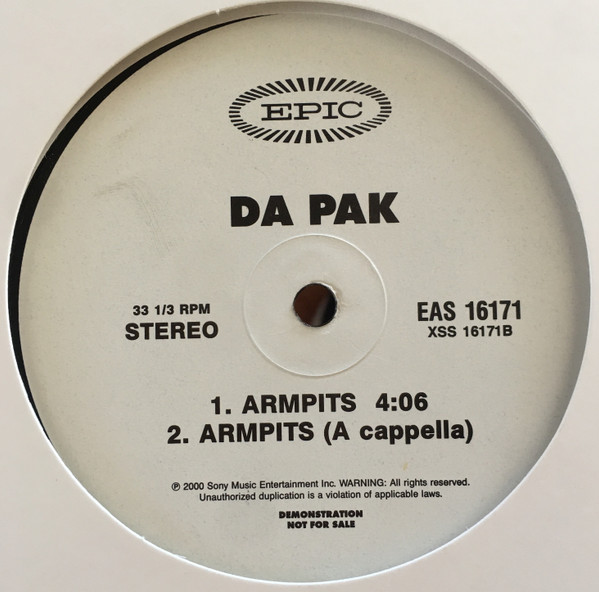 EPIC
DA PAK
33 1/3 RPM
STEREO
EAS 16171
XSS 16171B
1. ARMPITS 4:06
2. ARMPITS (A cappella)
℗ 2000 Sony Music Entertainment Inc. WARNING: All rights reserved.
Unauthorized duplication is a violation of applicable laws.
DEMONSTRATION
NOT FOR SALE